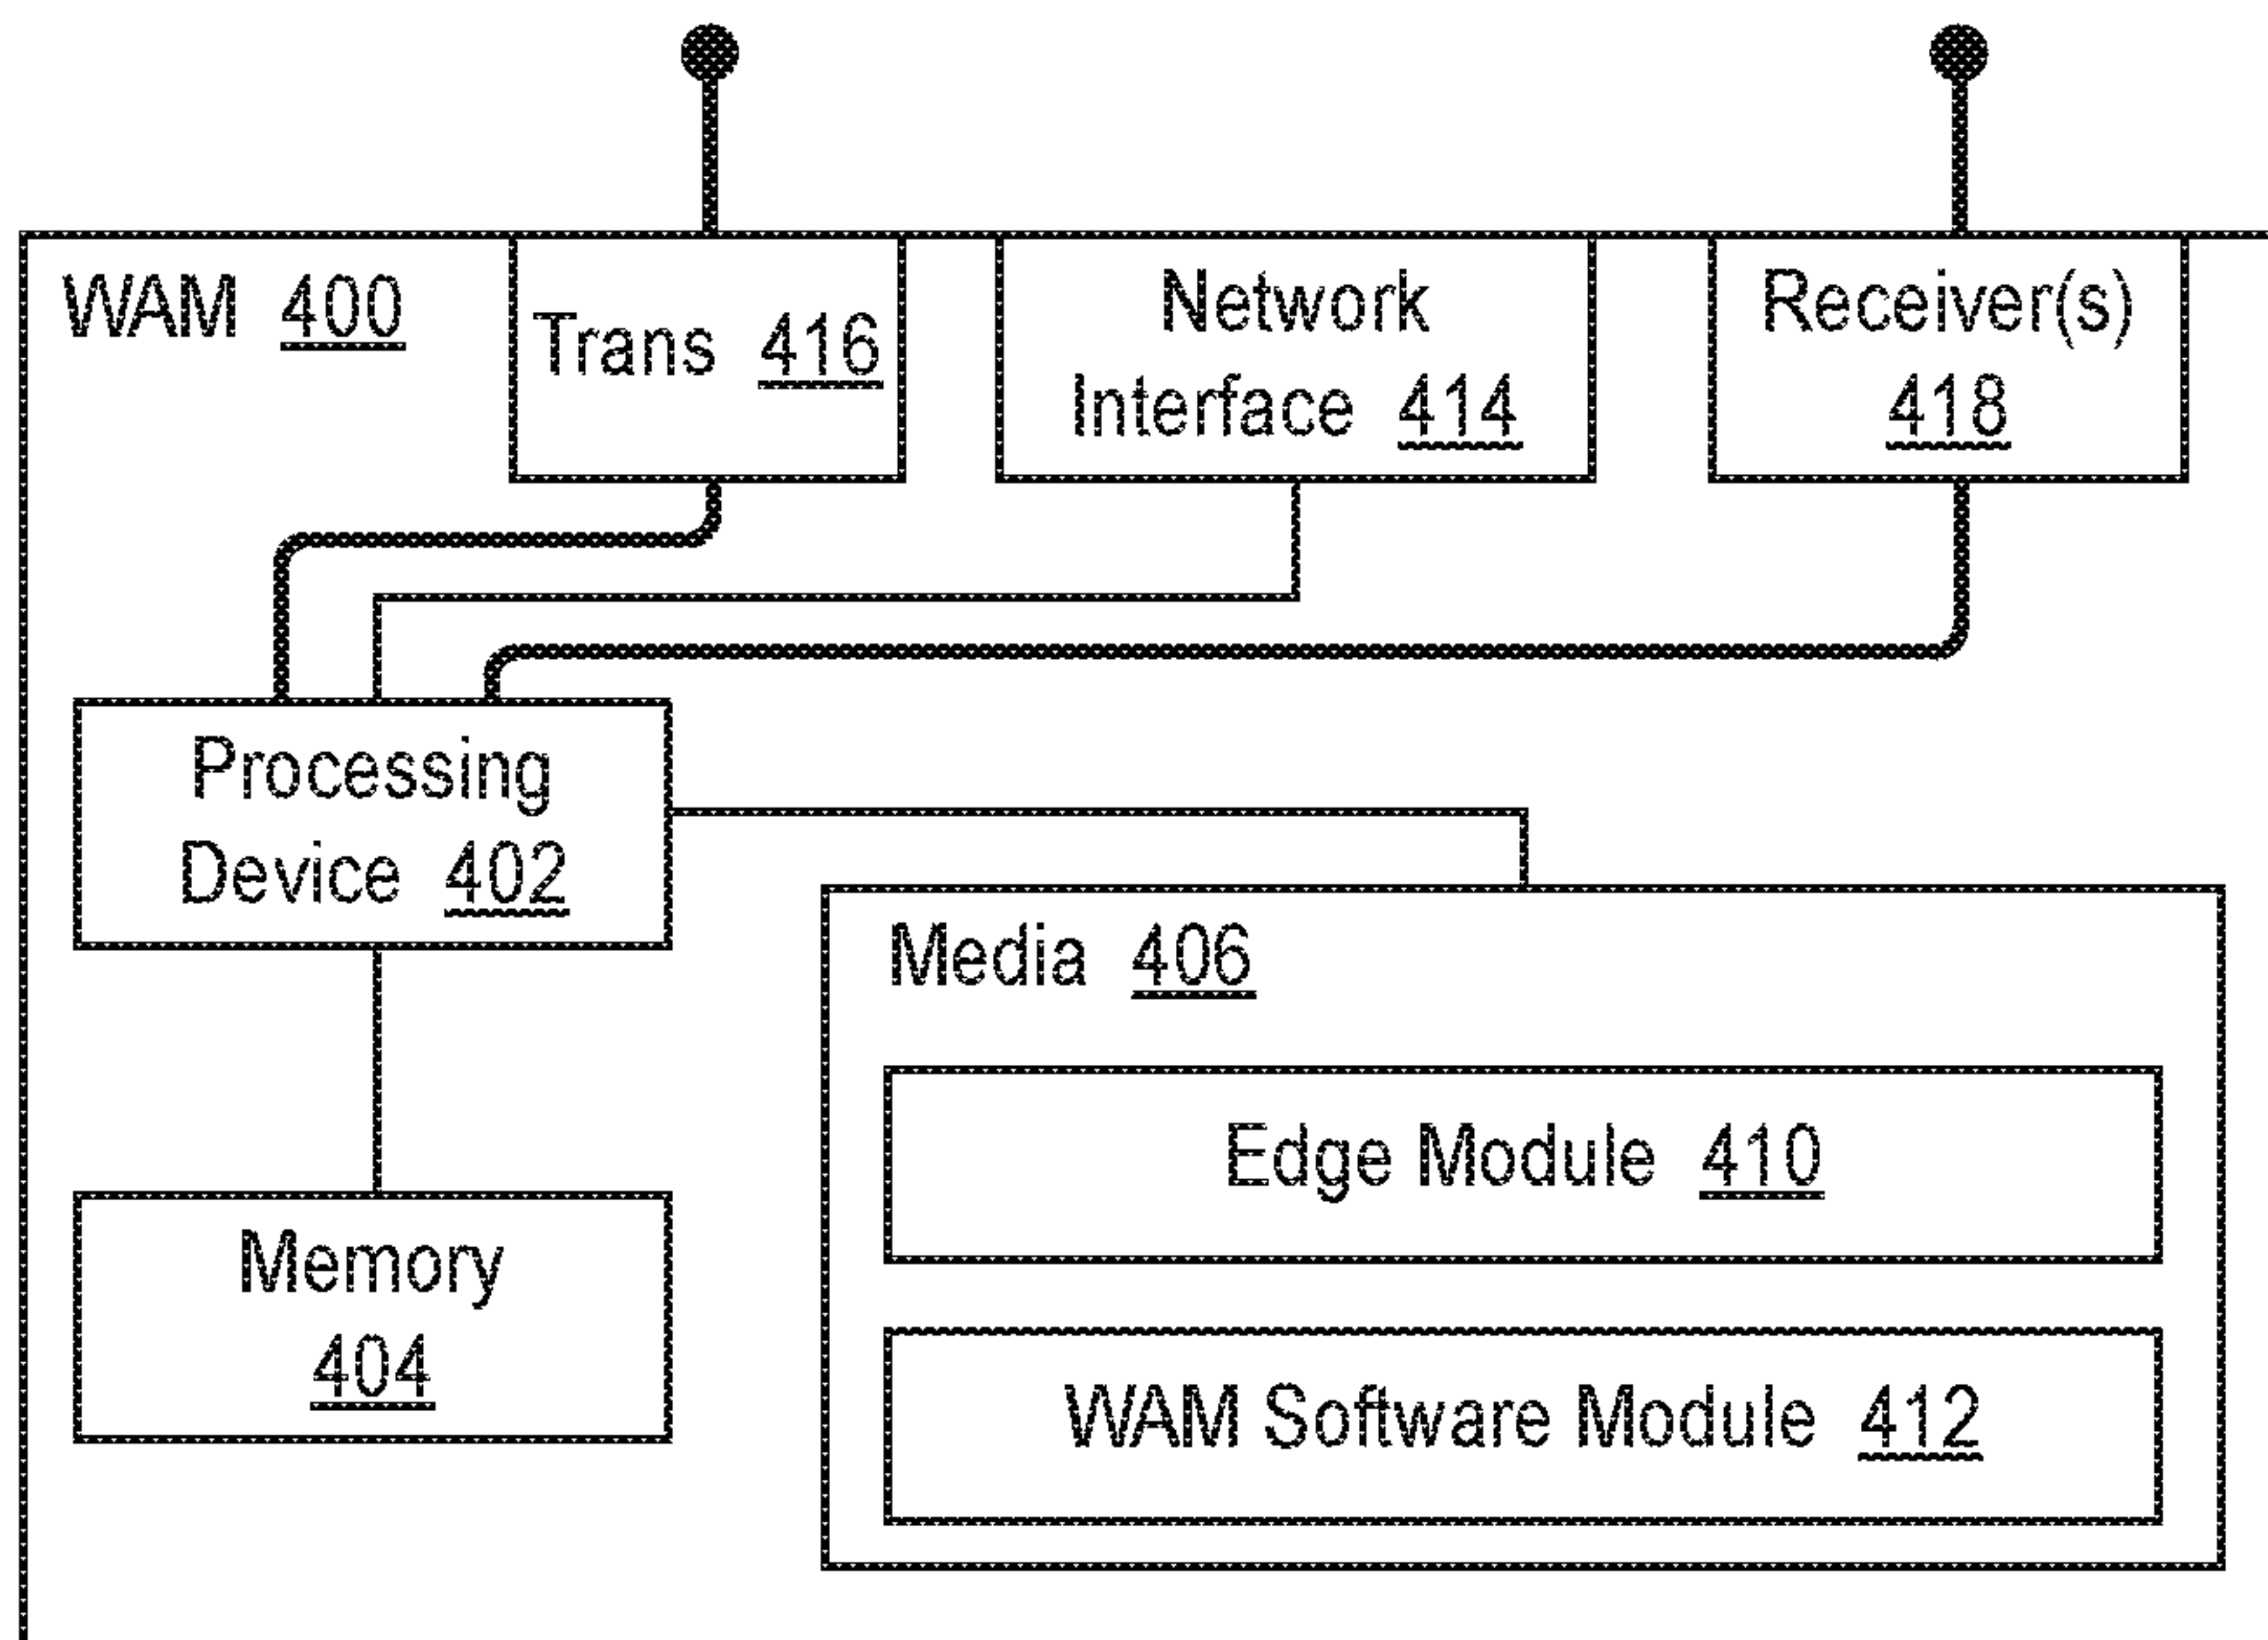 WAM 400
Trans 416
Network
Interface 414
Receiver(s)
418
Processing
Device 402
Media 406
Edge Module 410
Memory
404
WAM Software Module 412